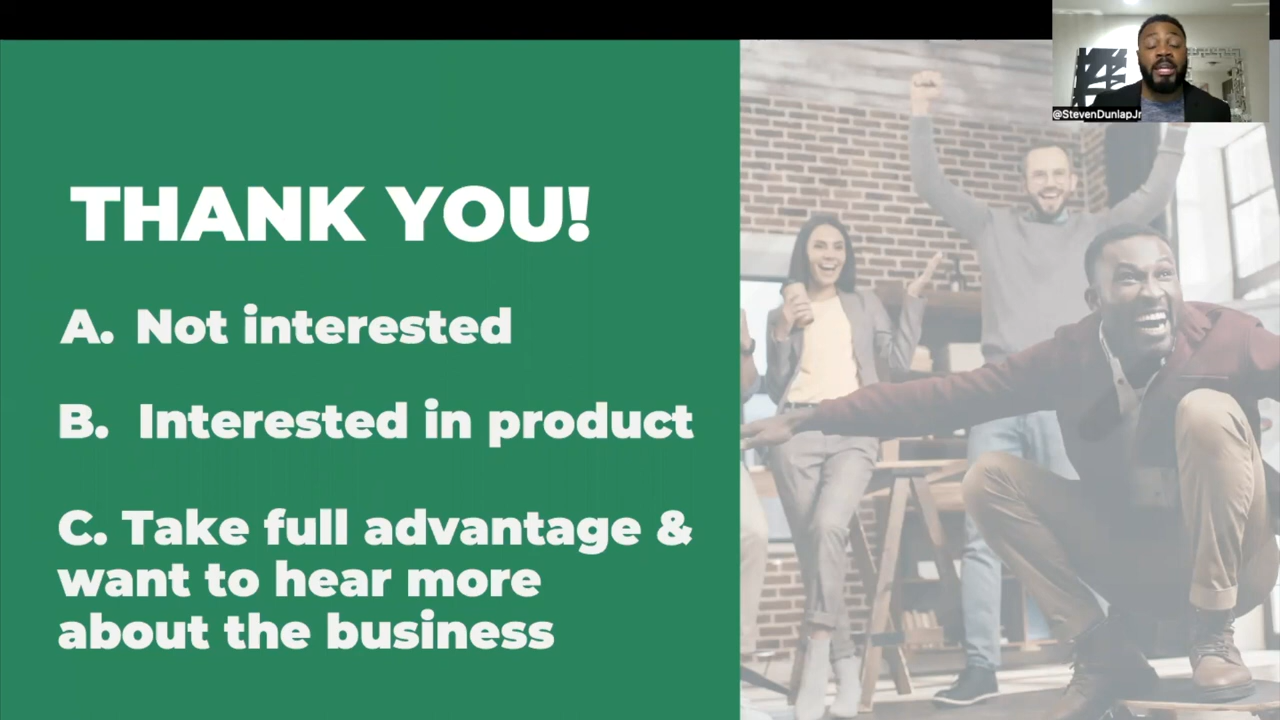 @StevenDunlapJr
THANK YOU!
A. Not interested
B. Interested in product
C. Take full advantage &
want to hear more
about the business